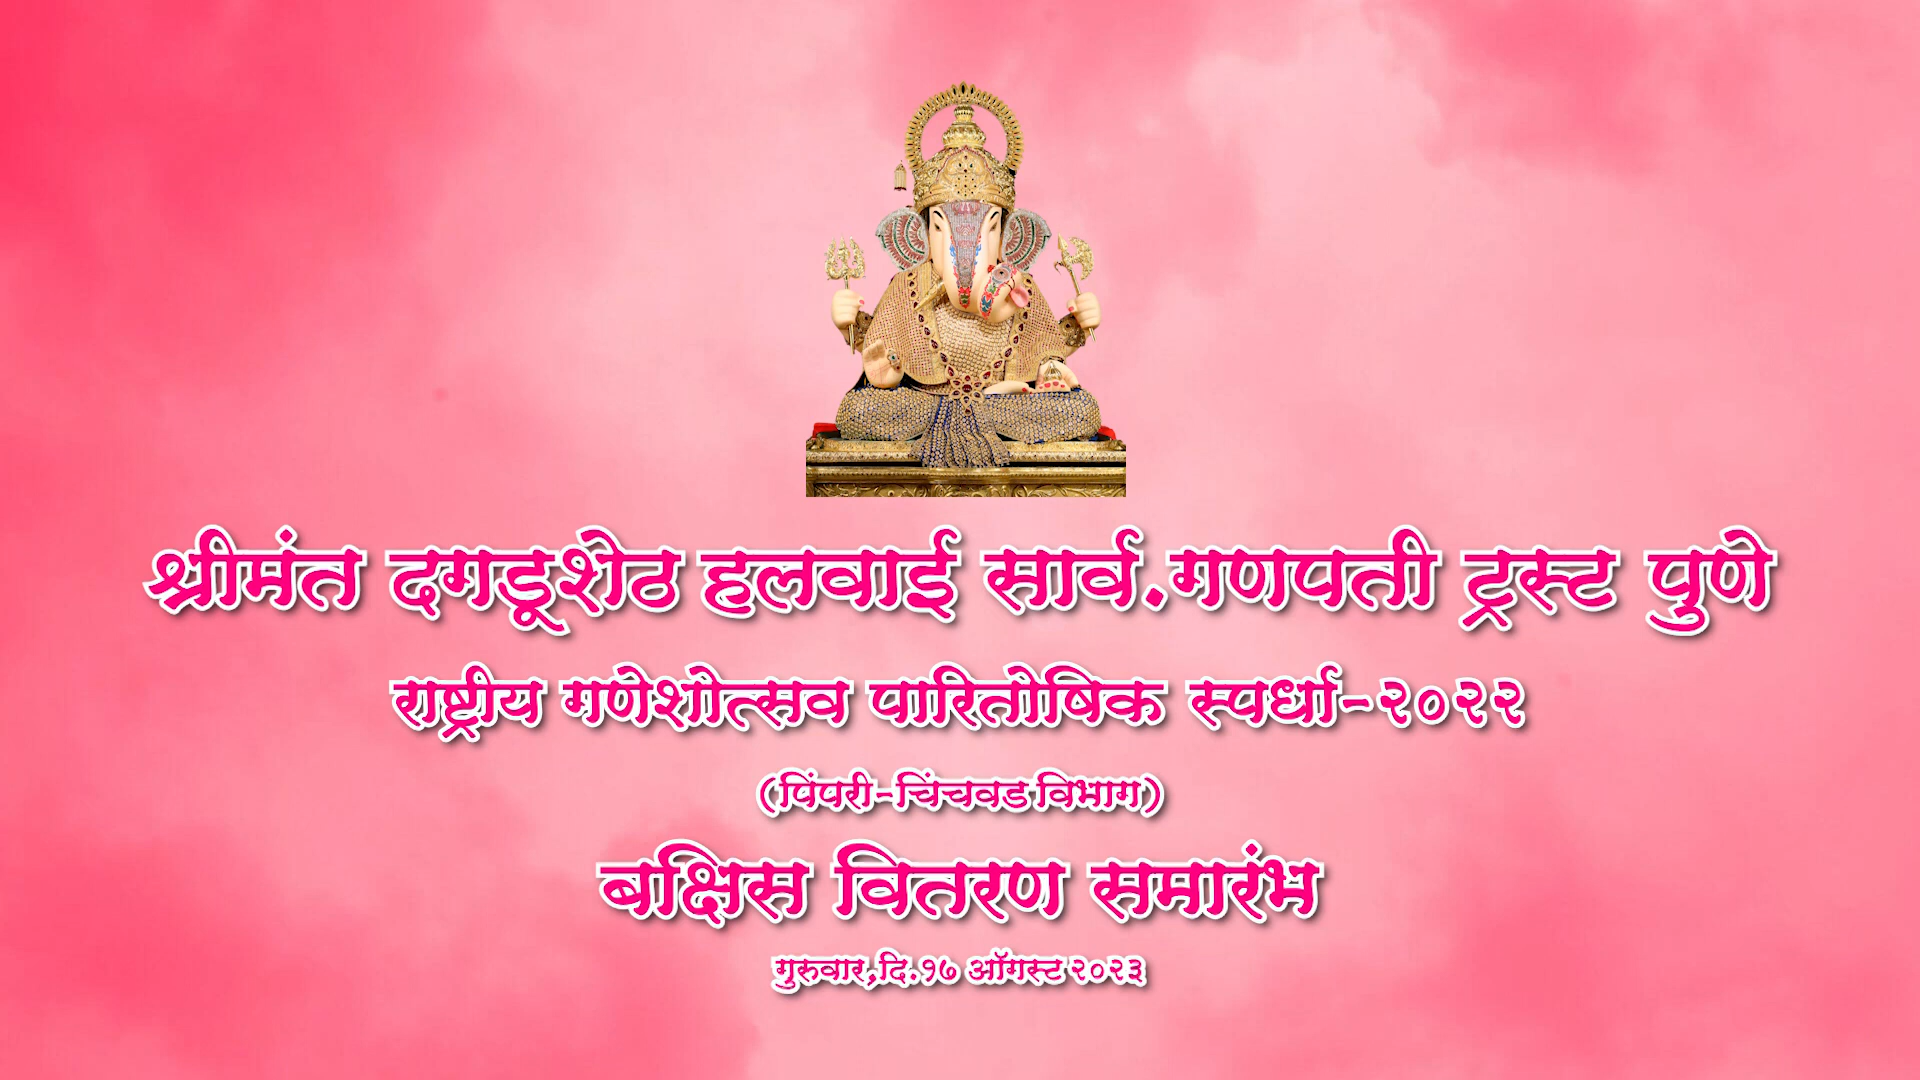 श्रीमंत दगडूशेठ हलवाई सार्व.गणपती ट्रस्ट पुणे
राष्ट्रीय गणेशोत्सव पारितोषिक स्पर्धा-२०२२
(पिंपरी-चिंचवड विभाग)
बक्षिस वितरण समारंभ
गुरुवार,दि.१७ ऑगस्ट २०२३